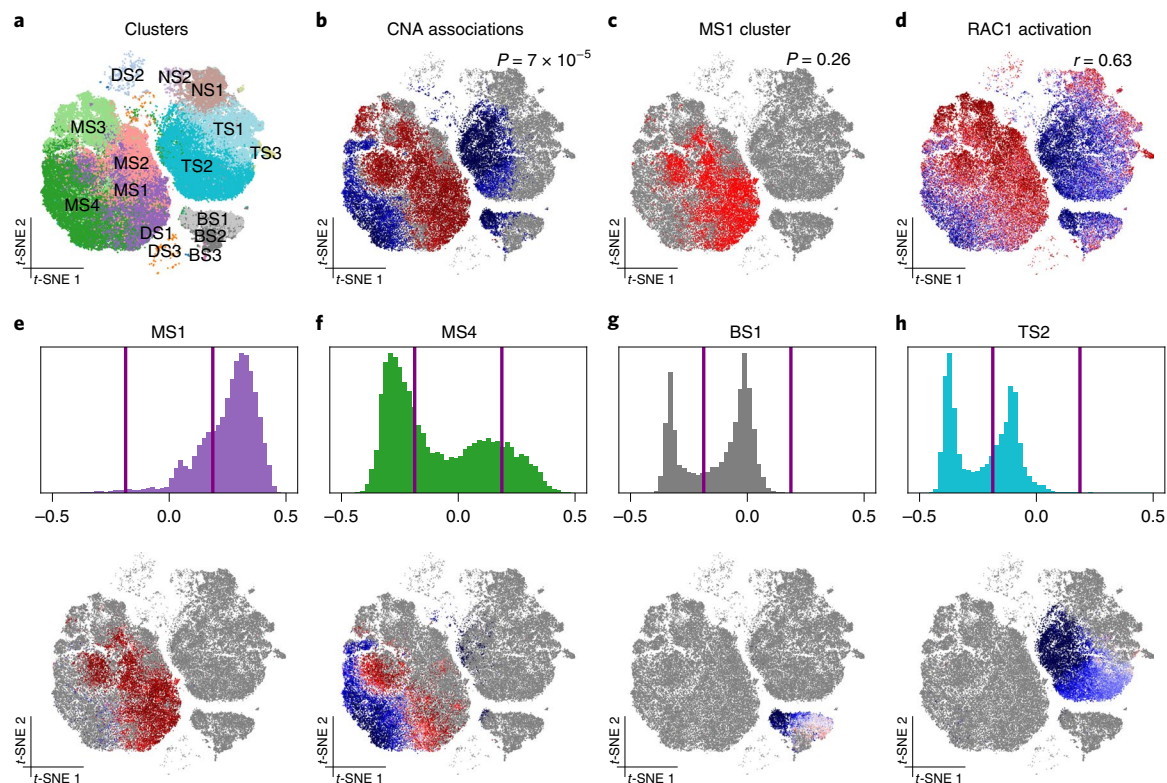 a
Clusters
DS2
NS2
NS1
MS3
TS1
MS2
TS3
TS2
MS1
MS4
BS1
DS1
BS2
DS3
BS3
t-SNE 2
t-SNE 1
b
CNA associations
P = 7 × 10⁻⁵
t-SNE 2
t-SNE 1
c
MS1 cluster
P = 0.26
t-SNE 2
t-SNE 1
d
RAC1 activation
r = 0.63
t-SNE 2
t-SNE 1
e
MS1
−0.5 0.0 0.5
t-SNE 2
t-SNE 1
f
MS4
−0.5 0.0 0.5
t-SNE 2
t-SNE 1
g
BS1
−0.5 0.0 0.5
t-SNE 2
t-SNE 1
h
TS2
−0.5 0.0 0.5
t-SNE 2
t-SNE 1